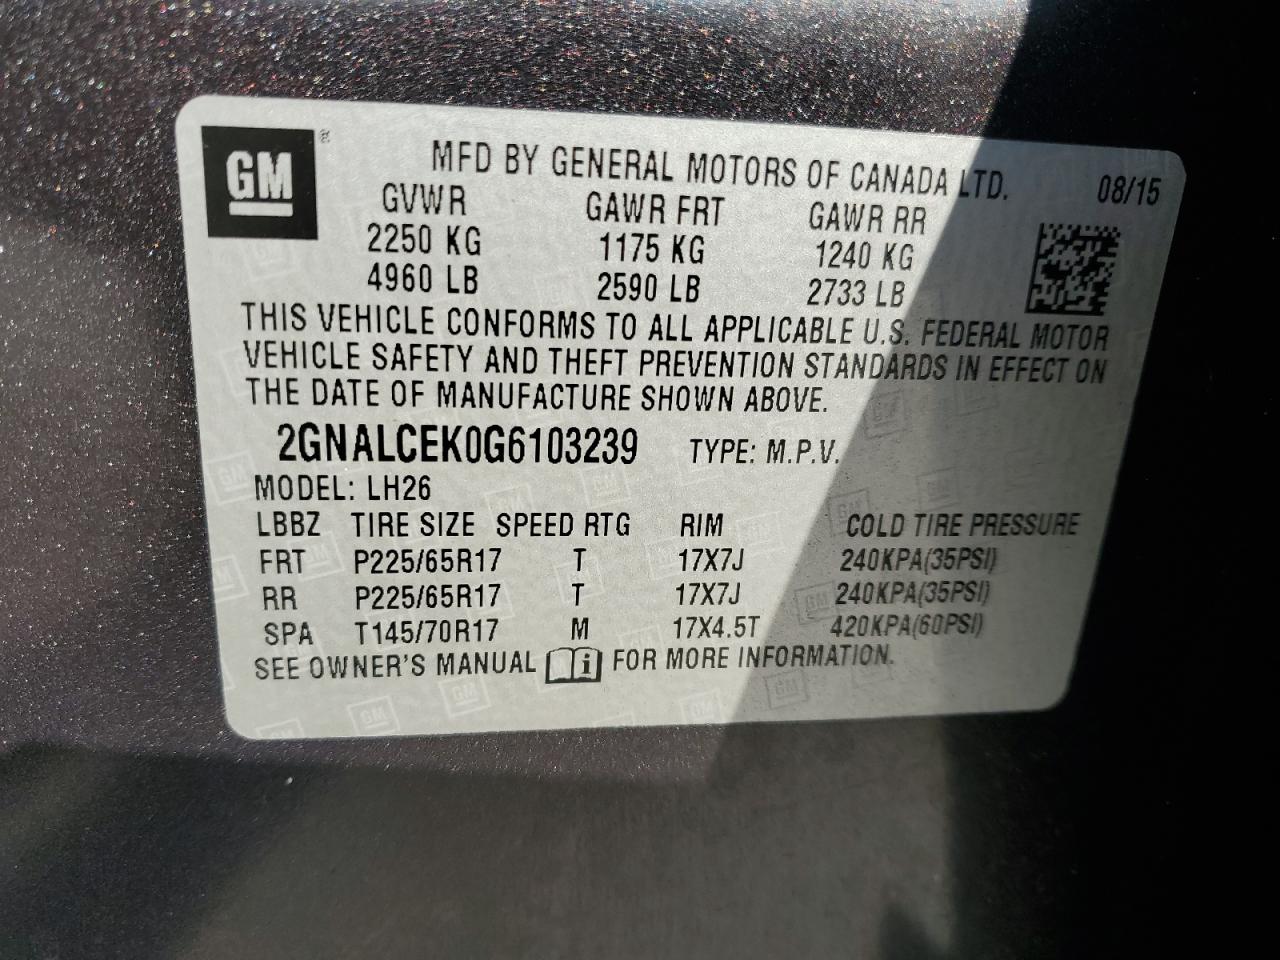 GM ®
MFD BY GENERAL MOTORS OF CANADA LTD. 08/15
GVWR GAWR FRT GAWR RR
2250 KG 1175 KG 1240 KG
4960 LB 2590 LB 2733 LB
THIS VEHICLE CONFORMS TO ALL APPLICABLE U.S. FEDERAL MOTOR
VEHICLE SAFETY AND THEFT PREVENTION STANDARDS IN EFFECT ON
THE DATE OF MANUFACTURE SHOWN ABOVE.
2GNALCEK0G6103239 TYPE: M.P.V.
MODEL: LH26
LBBZ TIRE SIZE SPEED RTG RIM COLD TIRE PRESSURE
FRT P225/65R17 T 17X7J 240KPA(35PSI)
RR P225/65R17 T 17X7J 240KPA(35PSI)
SPA T145/70R17 M 17X4.5T 420KPA(60PSI)
SEE OWNER'S MANUAL i FOR MORE INFORMATION.